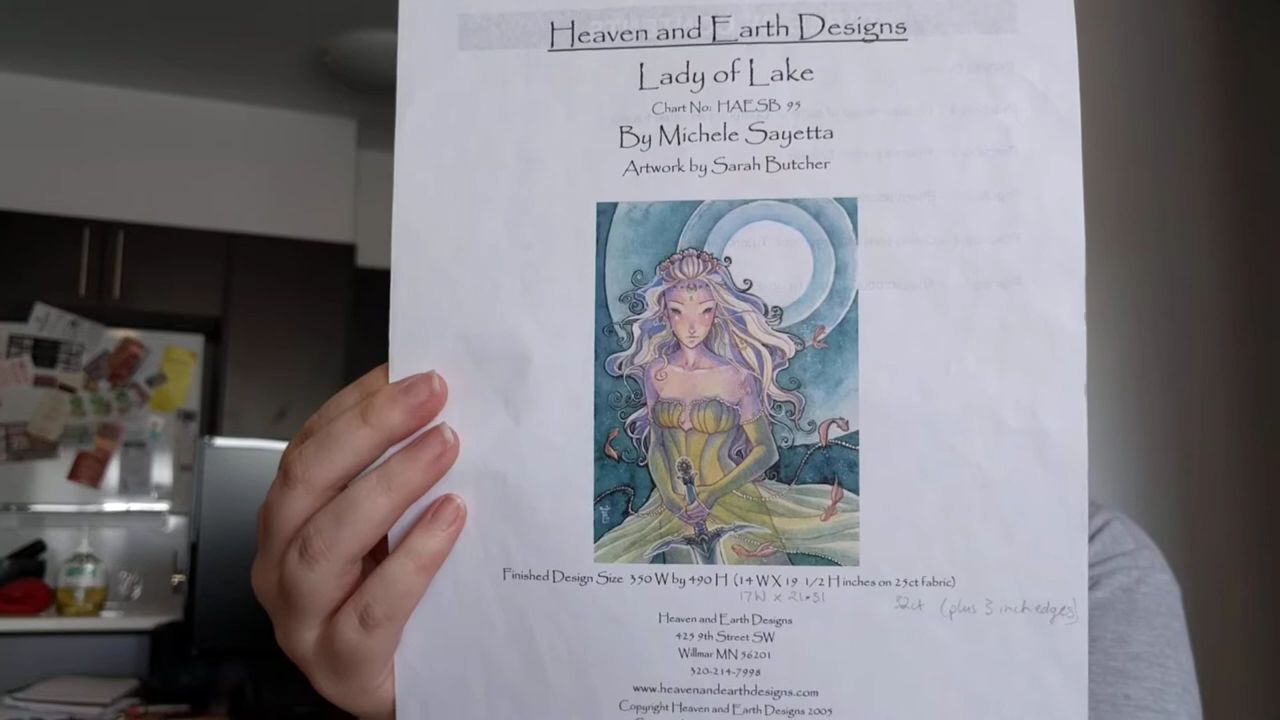 Heaven and Earth Designs
Lady of Lake
Chart No: HAESB 95
By Michele Sayetta
Artwork by Sarah Butcher
Finished Design Size 350 W by 490 H (14 W X 19 1/2 H inches on 25ct fabric)
17W x 21.31 32ct (plus 3 inch edges)
Heaven and Earth Designs
425 9th Street SW
Willmar MN 56201
320-214-7998
www.heavenandearthdesigns.com
Copyright Heaven and Earth Designs 2005